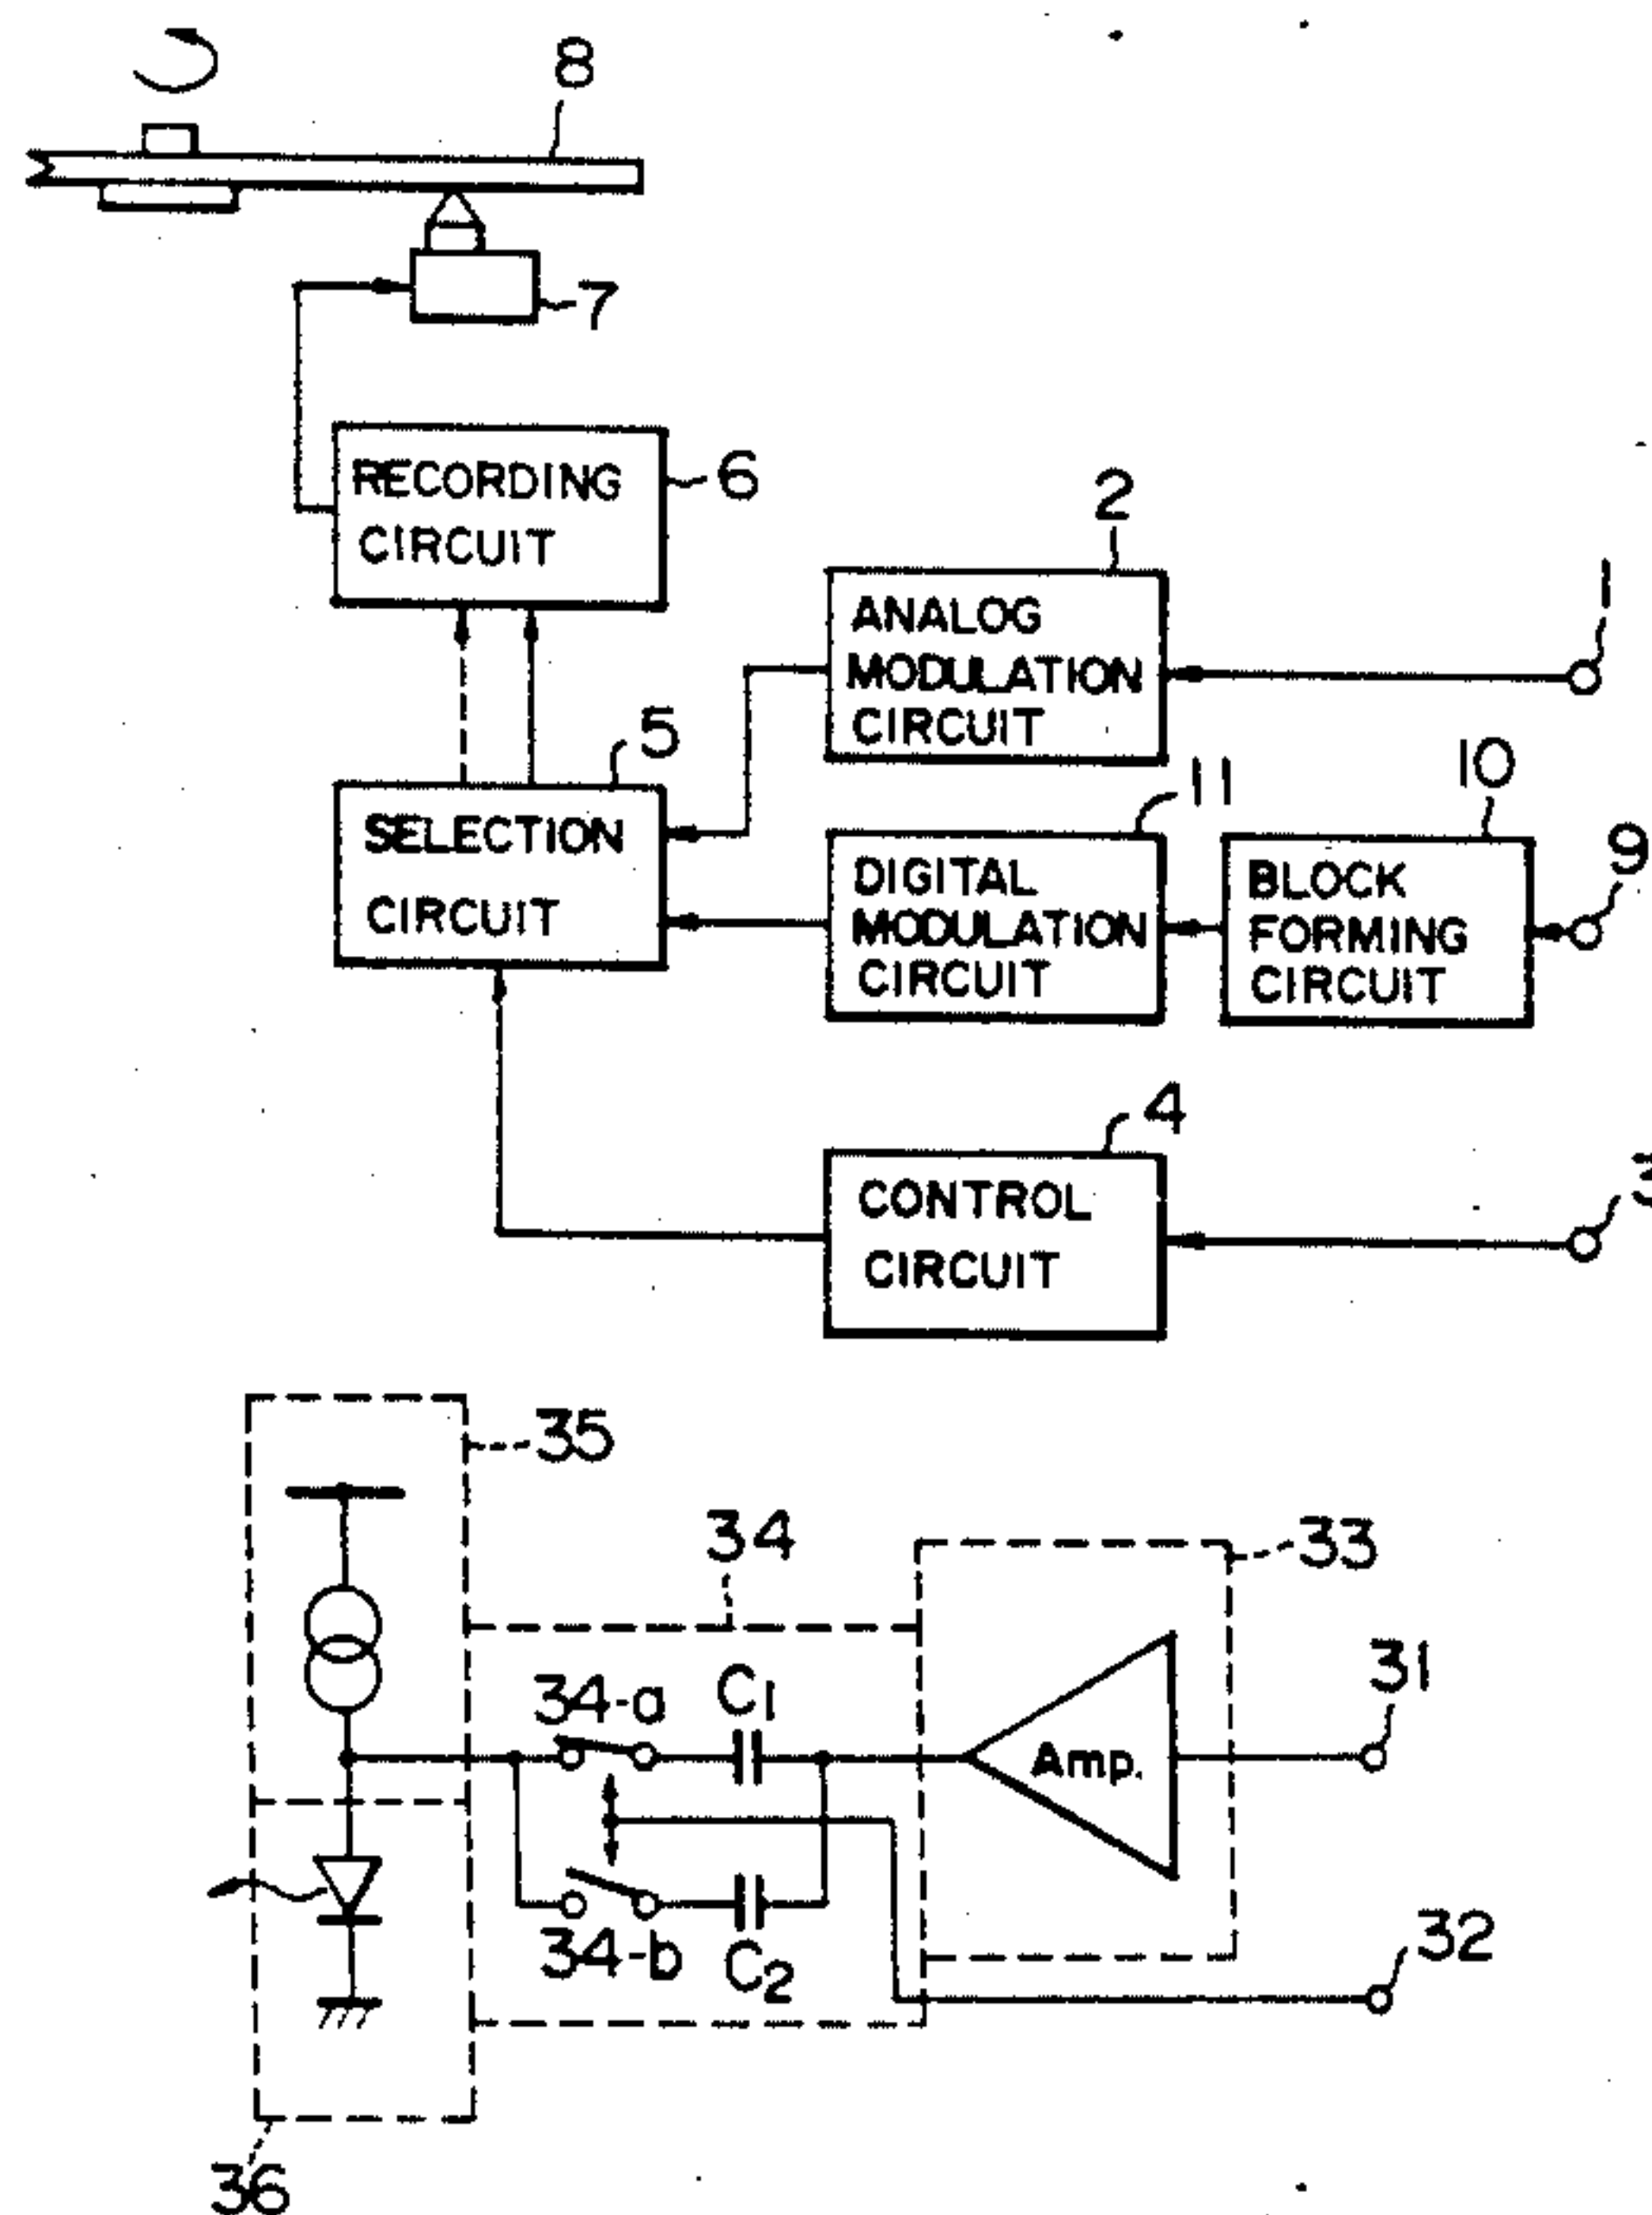 8
7
RECORDING
CIRCUIT
6
2
ANALOG
MODULATION
CIRCUIT
1
5
SELECTION
CIRCUIT
11
DIGITAL
MODULATION
CIRCUIT
10
BLOCK
FORMING
CIRCUIT
9
4
CONTROL
CIRCUIT
35
34
33
34-a
C1
Amp.
31
34-b
C2
32
36